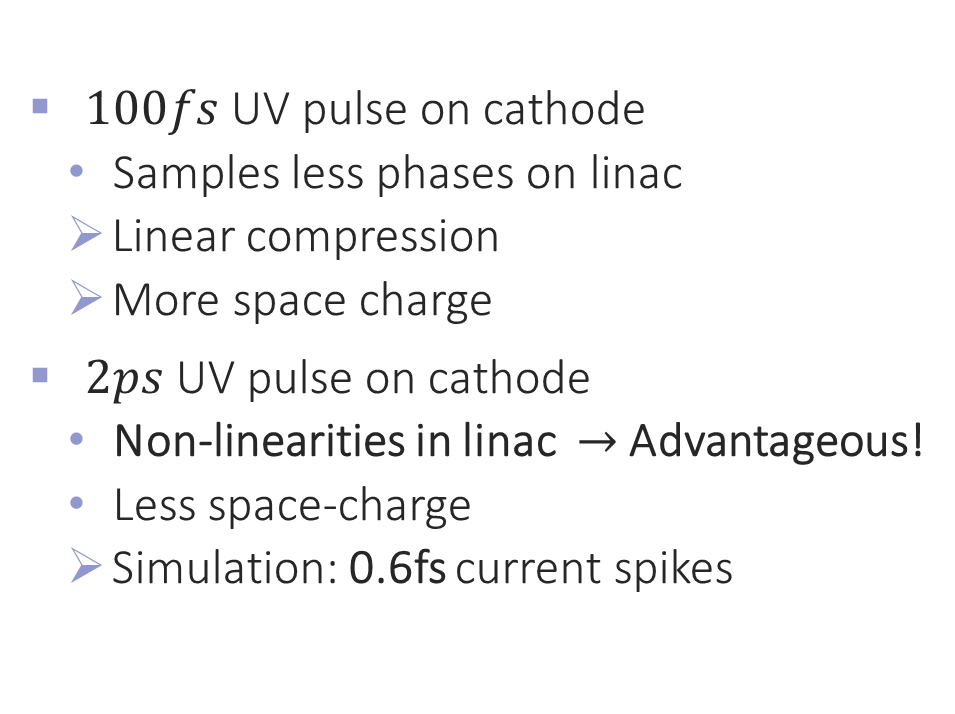 ▪ 100fs UV pulse on cathode
• Samples less phases on linac
➢ Linear compression
➢ More space charge
▪ 2ps UV pulse on cathode
• Non-linearities in linac → Advantageous!
• Less space-charge
➢ Simulation: 0.6fs current spikes